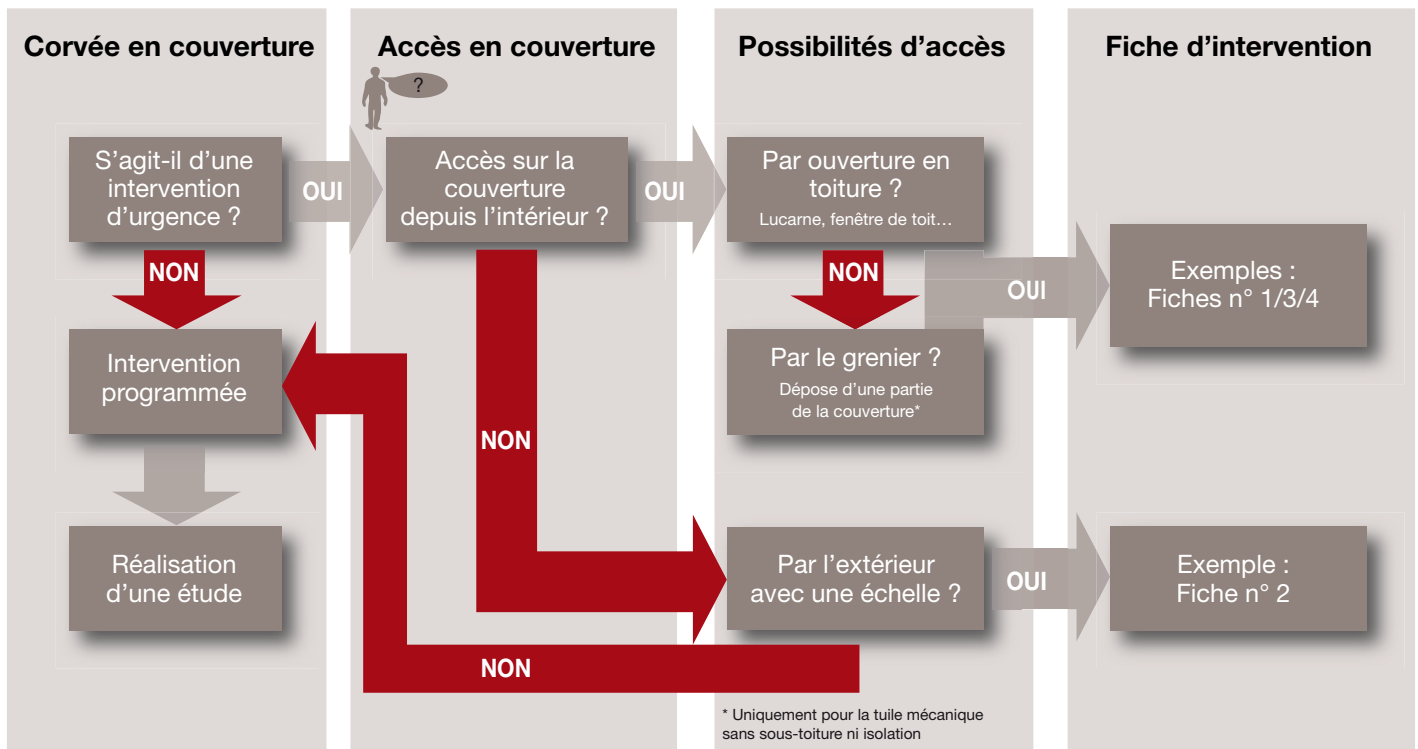 Corvée en couverture
Accès en couverture
Possibilités d’accès
Fiche d’intervention
?
S’agit-il d’une
intervention
d’urgence ?
OUI
Accès sur la
couverture
depuis l’intérieur ?
OUI
Par ouverture en
toiture ?
Lucarne, fenêtre de toit…
NON
NON
OUI
Exemples :
Fiches n° 1/3/4
Intervention
programmée
Par le grenier ?
Dépose d’une partie
de la couverture*
NON
Réalisation
d’une étude
Par l’extérieur
avec une échelle ?
OUI
Exemple :
Fiche n° 2
NON
* Uniquement pour la tuile mécanique
sans sous-toiture ni isolation